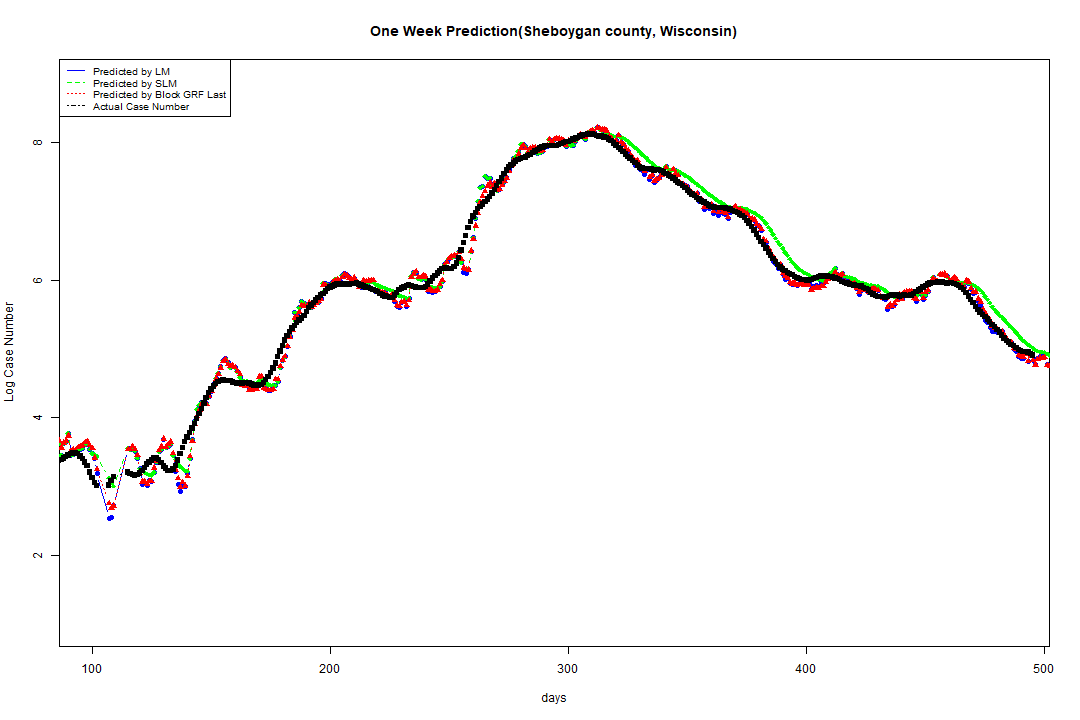 One Week Prediction(Sheboygan county, Wisconsin)
Predicted by LM
Predicted by SLM
Predicted by Block GRF Last
Actual Case Number
8
6
4
2
Log Case Number
100 200 300 400 500
days